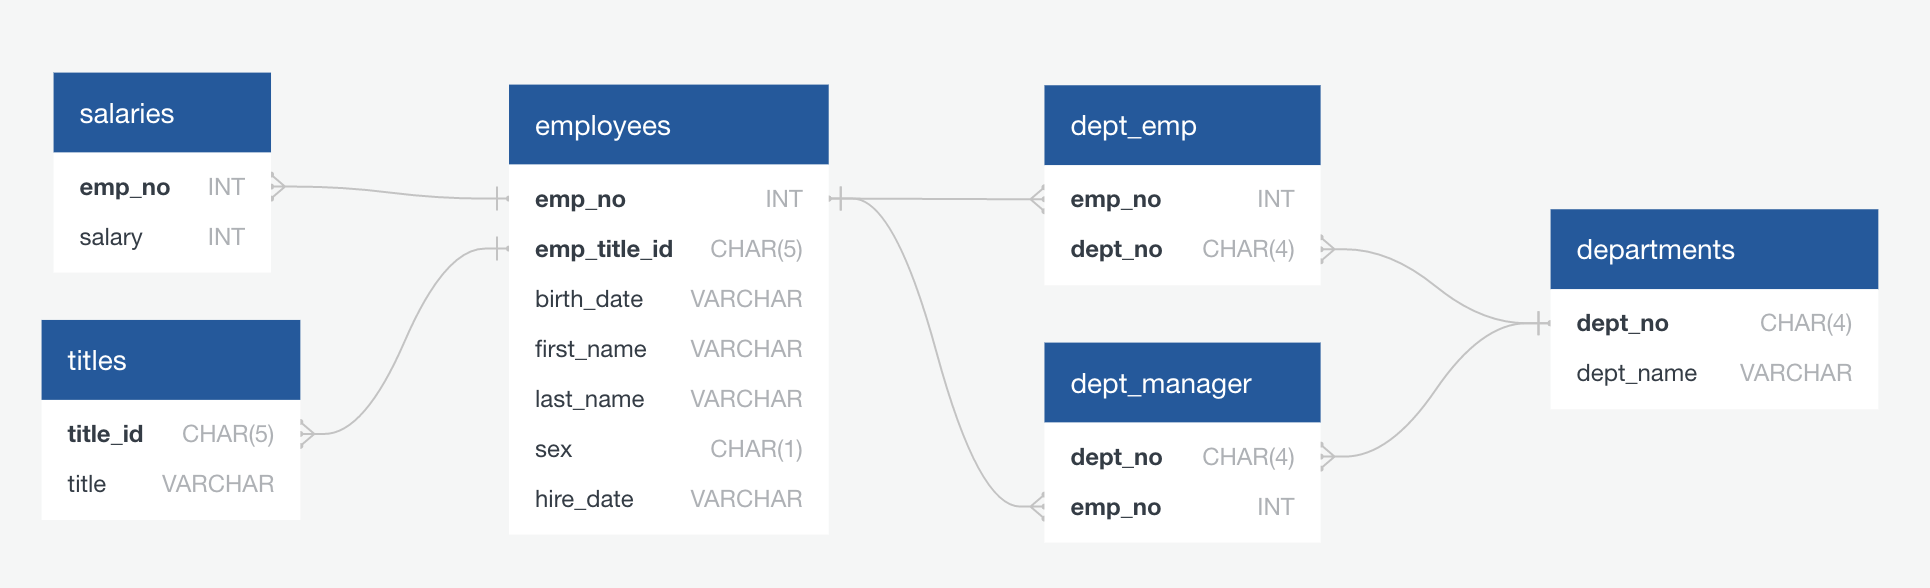 salaries
emp_no INT
salary INT
titles
title_id CHAR(5)
title VARCHAR
employees
emp_no INT
emp_title_id CHAR(5)
birth_date VARCHAR
first_name VARCHAR
last_name VARCHAR
sex CHAR(1)
hire_date VARCHAR
dept_emp
emp_no INT
dept_no CHAR(4)
dept_manager
dept_no CHAR(4)
emp_no INT
departments
dept_no CHAR(4)
dept_name VARCHAR